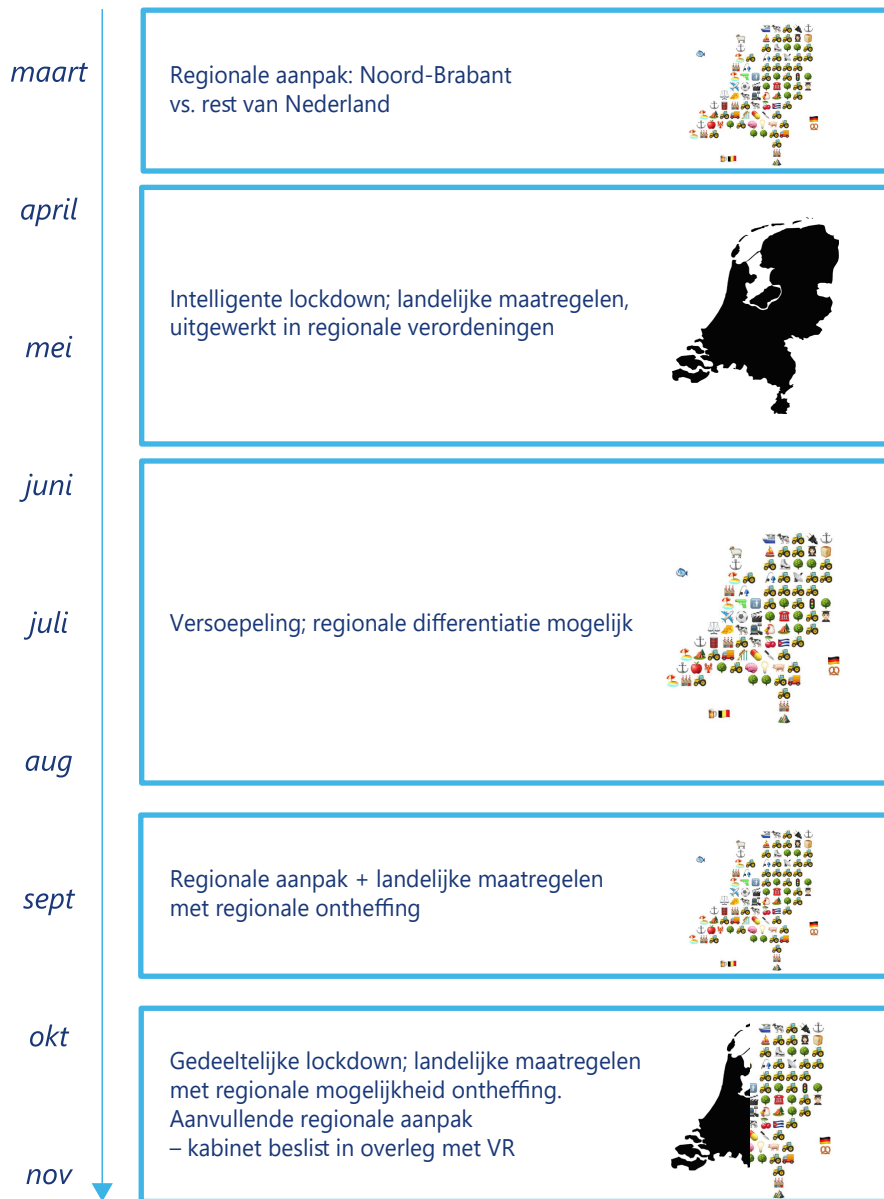 maart
Regionale aanpak: Noord-Brabant
vs. rest van Nederland
april
Intelligente lockdown; landelijke maatregelen,
uitgewerkt in regionale verordeningen
mei
juni
juli
Versoepeling; regionale differentiatie mogelijk
aug
sept
Regionale aanpak + landelijke maatregelen
met regionale ontheffing
okt
Gedeeltelijke lockdown; landelijke maatregelen
met regionale mogelijkheid ontheffing.
Aanvullende regionale aanpak
– kabinet beslist in overleg met VR
nov